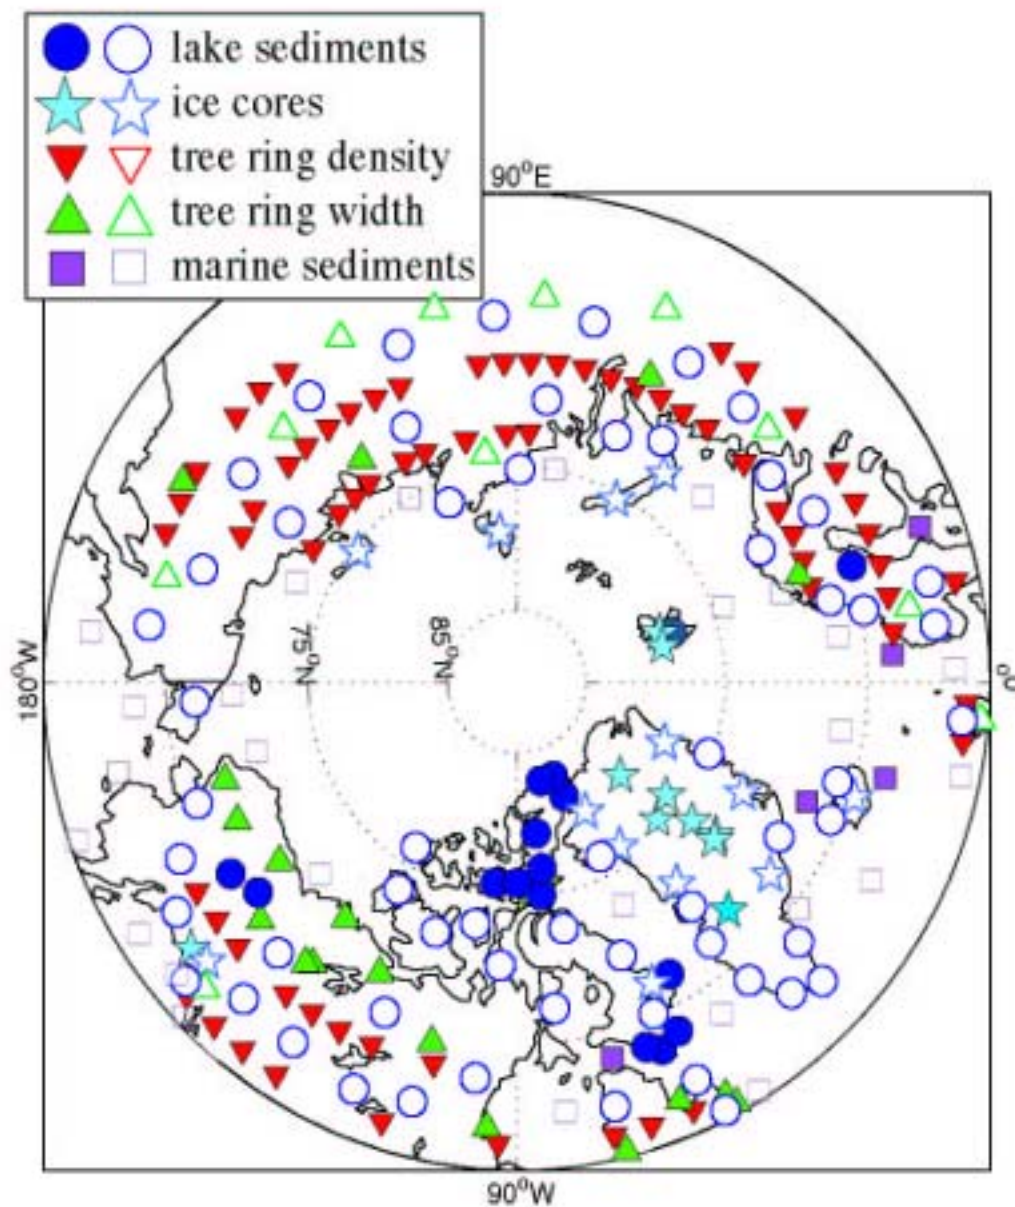 lake sediments
ice cores
tree ring density
tree ring width
marine sediments
90°E
75°N
85°N
180°W
0°
90°W